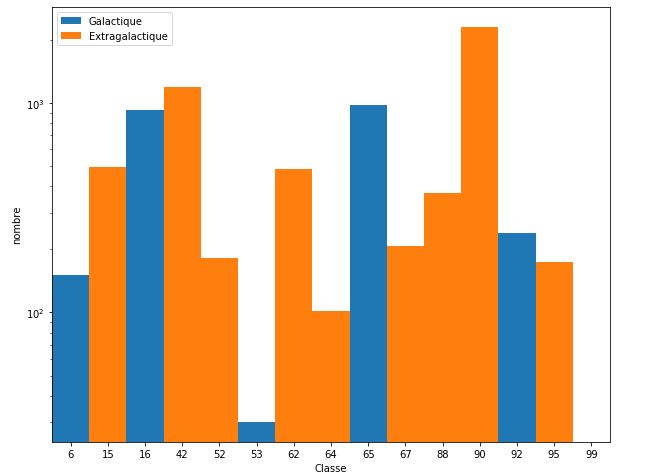 Galactique
Extragalactique
10³
nombre
10²
6 15 16 42 52 53 62 64 65 67 88 90 92 95 99
Classe